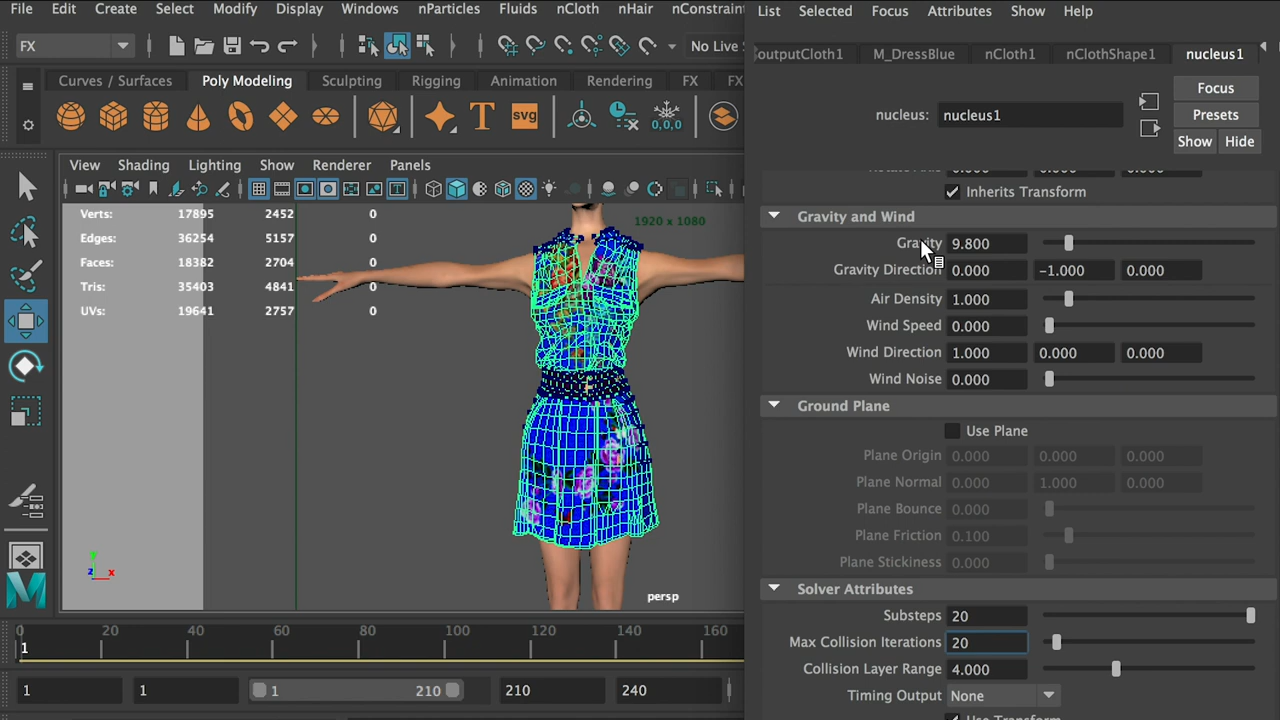 File Edit Create Select Modify Display Windows nParticles Fluids nCloth nHair nConstrain
List Selected Focus Attributes Show Help
FX
No Live
outputCloth1 M_DressBlue nCloth1 nClothShape1 nucleus1
Curves / Surfaces Poly Modeling Sculpting Rigging Animation Rendering FX FX
Focus
nucleus: nucleus1 Presets
Show Hide
T svg 0,0,0
View Shading Lighting Show Renderer Panels
Inherits Transform
Verts: 17895 2452 0
Edges: 36254 5157 0
Faces: 18382 2704 0
Tris: 35403 4841 0
UVs: 19641 2757 0
1920 x 1080
Gravity and Wind
Gravity 9.800
Gravity Direction 0.000 -1.000 0.000
Air Density 1.000
Wind Speed 0.000
Wind Direction 1.000 0.000 0.000
Wind Noise 0.000
Ground Plane
Use Plane
Plane Origin 0.000 0.000 0.000
Plane Normal 0.000 1.000 0.000
Plane Bounce 0.000
Plane Friction 0.100
Plane Stickiness 0.000
Solver Attributes
Substeps 20
Max Collision Iterations 20
Collision Layer Range 4.000
Timing Output None
y
z x
persp
M
0 20 40 60 80 100 120 140 160
1
1 1 1 210 210 240